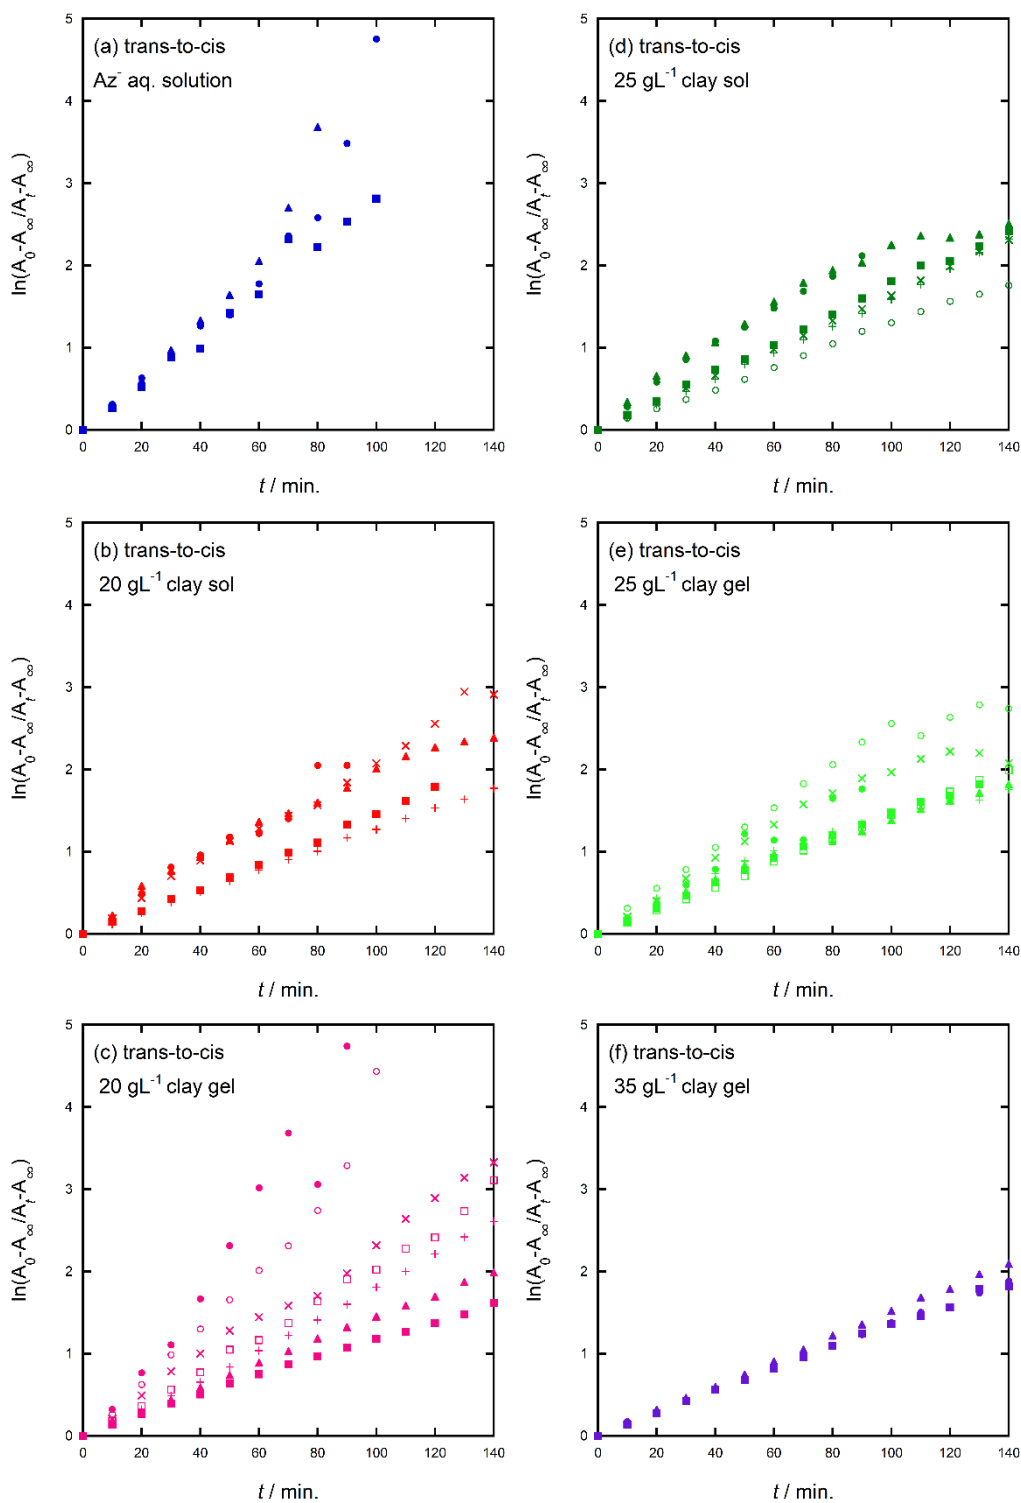 (a) trans-to-cis
Az⁻ aq. solution
ln(A₀-A∞/Aₜ-A∞)
5
4
3
2
1
0
0 20 40 60 80 100 120 140
t / min.
(b) trans-to-cis
20 gL⁻¹ clay sol
ln(A₀-A∞/Aₜ-A∞)
5
4
3
2
1
0
0 20 40 60 80 100 120 140
t / min.
(c) trans-to-cis
20 gL⁻¹ clay gel
ln(A₀-A∞/Aₜ-A∞)
5
4
3
2
1
0
0 20 40 60 80 100 120 140
t / min.
(d) trans-to-cis
25 gL⁻¹ clay sol
ln(A₀-A∞/Aₜ-A∞)
5
4
3
2
1
0
0 20 40 60 80 100 120 140
t / min.
(e) trans-to-cis
25 gL⁻¹ clay gel
ln(A₀-A∞/Aₜ-A∞)
5
4
3
2
1
0
0 20 40 60 80 100 120 140
t / min.
(f) trans-to-cis
35 gL⁻¹ clay gel
ln(A₀-A∞/Aₜ-A∞)
5
4
3
2
1
0
0 20 40 60 80 100 120 140
t / min.